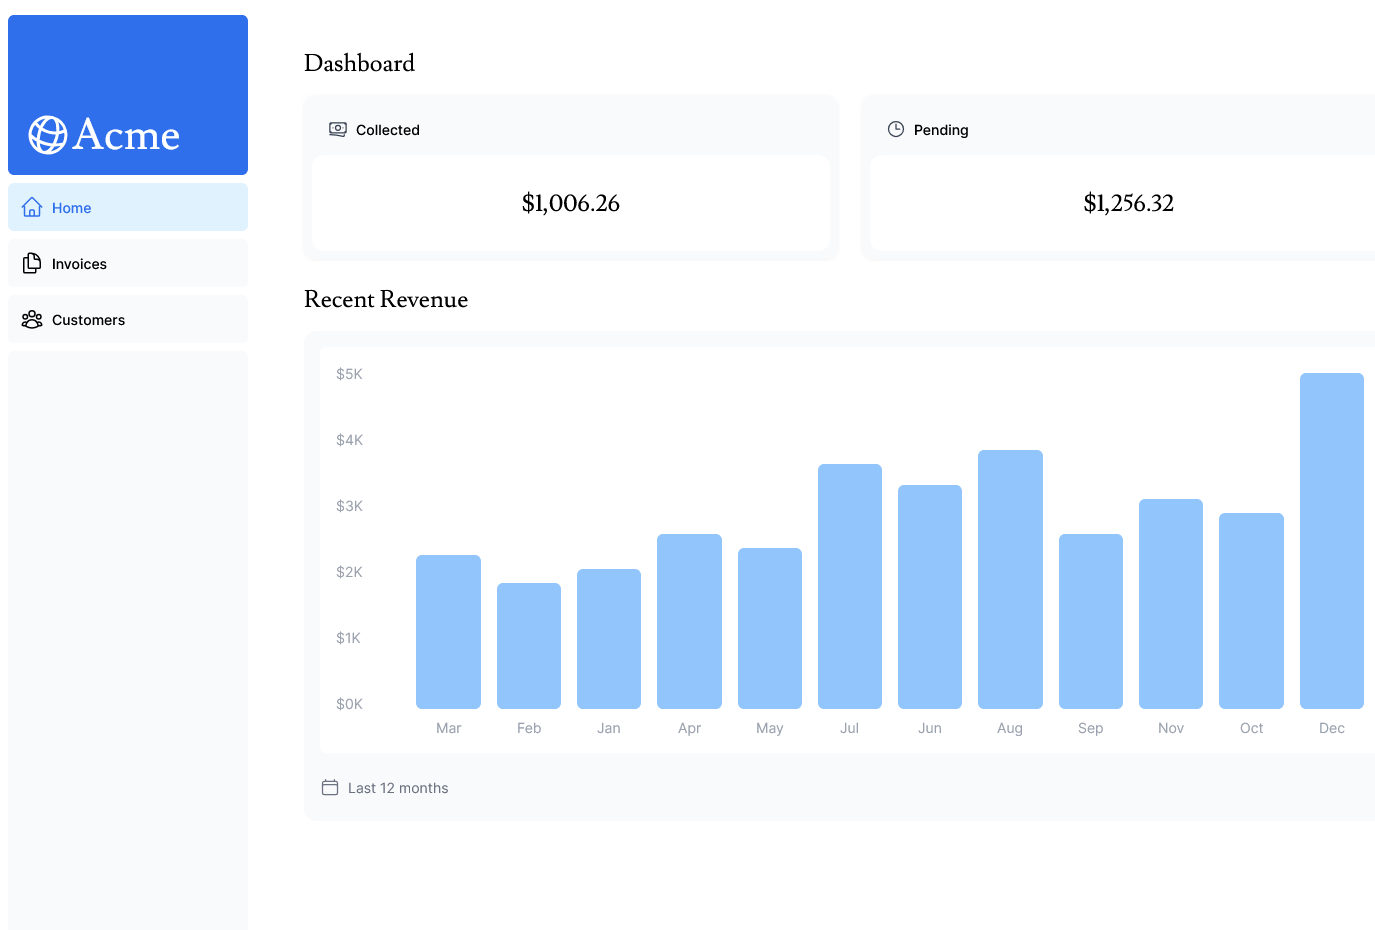 Acme
Home
Invoices
Customers
Dashboard
Collected
$1,006.26
Pending
$1,256.32
Recent Revenue
$5K
$4K
$3K
$2K
$1K
$0K
Mar Feb Jan Apr May Jul Jun Aug Sep Nov Oct Dec
Last 12 months